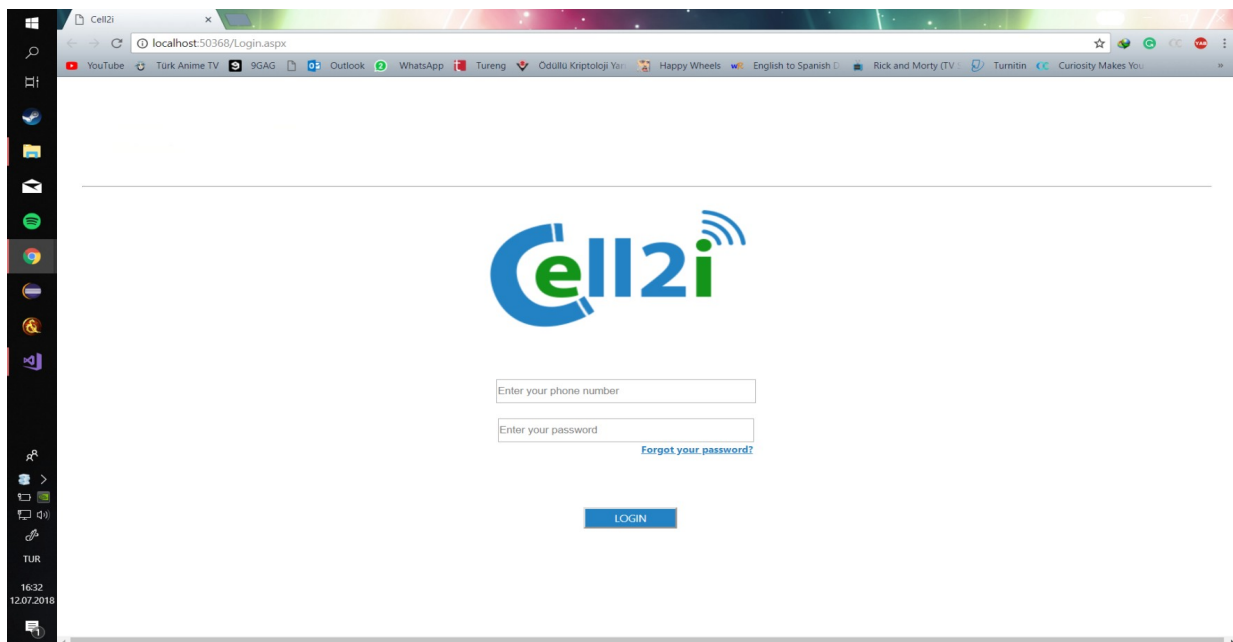 Cell2i
localhost:50368/Login.aspx
YouTube Türk Anime TV 9GAG Outlook WhatsApp Tureng Ödüllü Kriptoloji Yar Happy Wheels English to Spanish D Rick and Morty (TV Turnitin Curiosity Makes You
Cell2i
Enter your phone number
Enter your password
Forgot your password?
LOGIN
TUR
16:32
12.07.2018